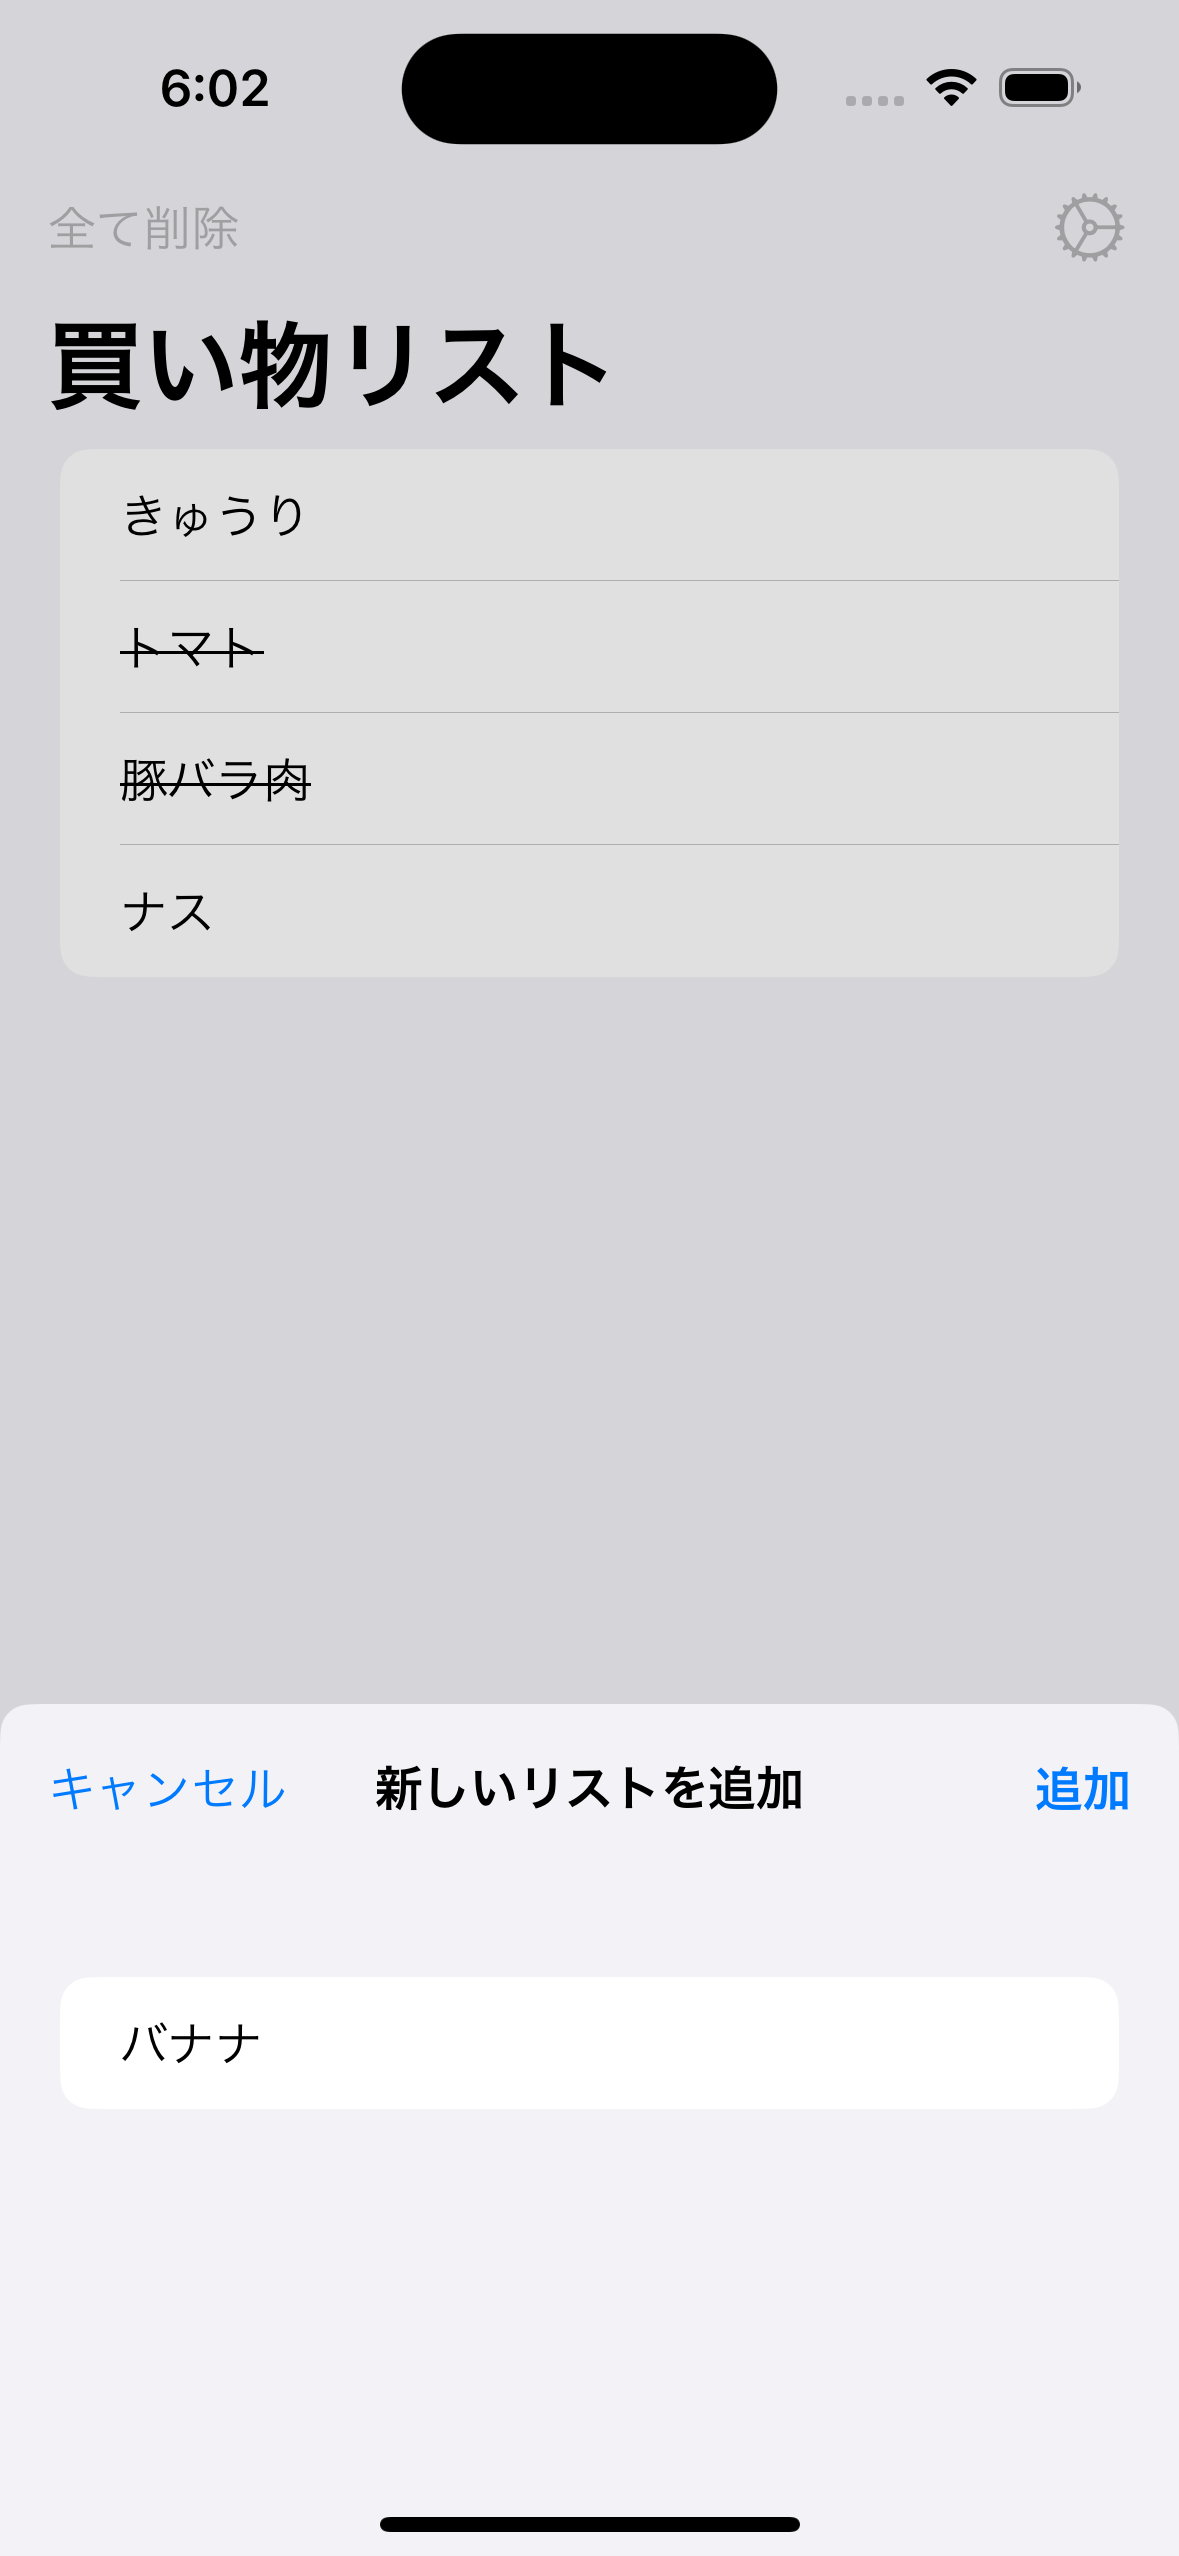 6:02
全て削除
買い物リスト
きゅうり
トマト
豚バラ肉
ナス
キャンセル 新しいリストを追加 追加
バナナ